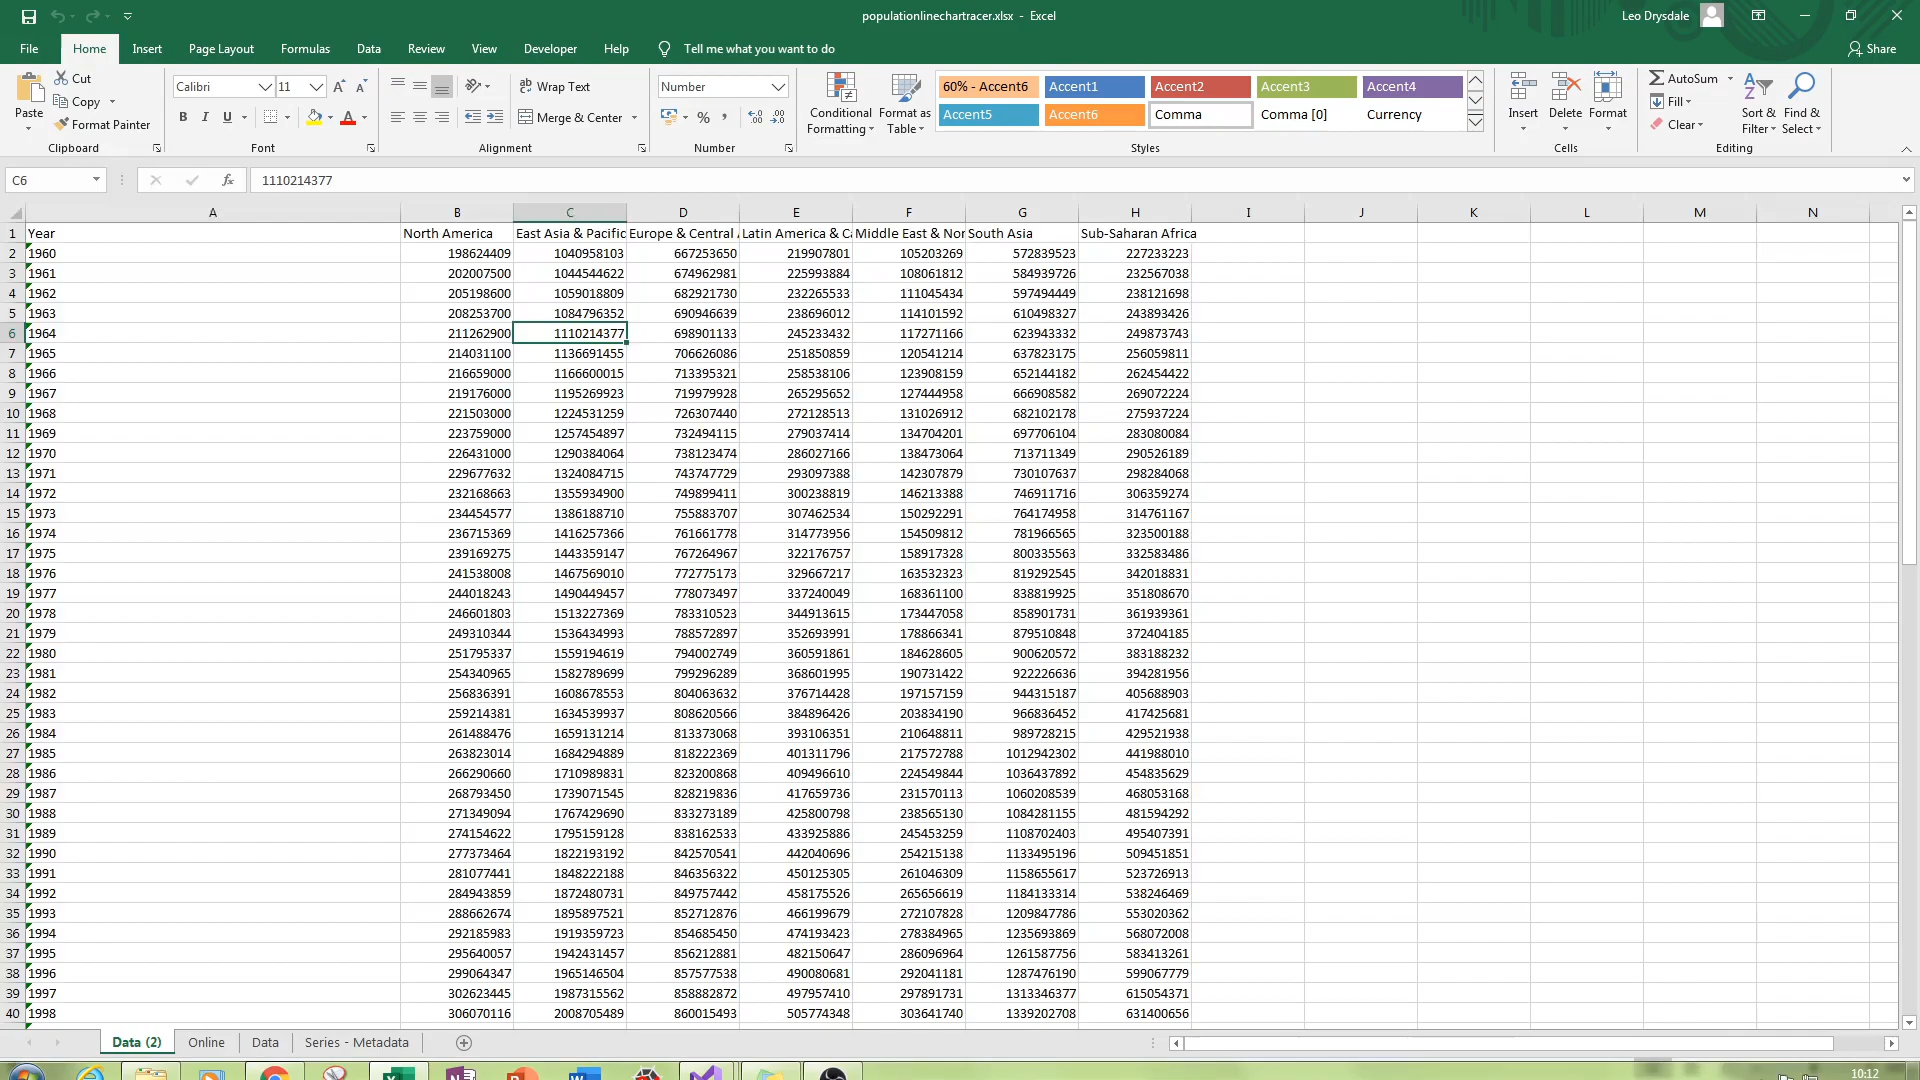 populationlinechartracer.xlsx - Excel
Leo Drysdale
File Home Insert Page Layout Formulas Data Review View Developer Help Tell me what you want to do Share
Paste
Cut
Copy
Format Painter
Clipboard
Calibri 11
B I U
Font
Wrap Text
Merge & Center
Alignment
Number
Number
Conditional Formatting
Format as Table
60% - Accent6 Accent1 Accent2 Accent3 Accent4
Accent5 Accent6 Comma Comma [0] Currency
Styles
Insert Delete Format
Cells
AutoSum
Fill
Clear
Sort & Filter
Find & Select
Editing
C6 fx 1110214377
A B C D E F G H I J K L M N
1 Year North America East Asia & Pacific Europe & Central Latin America & Ca Middle East & Nor South Asia Sub-Saharan Africa
2 1960 198624409 1040958103 667253650 219907801 105203269 572839523 227233223
3 1961 202007500 1044544622 674962981 225993884 108061812 584939726 232567038
4 1962 205198600 1059018809 682921730 232265533 111045434 597494449 238121698
5 1963 208253700 1084796352 690946639 238696012 114101592 610498327 243893426
6 1964 211262900 1110214377 698901133 245233432 117271166 623943332 249873743
7 1965 214031100 1136691455 706626086 251850859 120541214 637823175 256059811
8 1966 216659000 1166600015 713395321 258538106 123908159 652144182 262454422
9 1967 219176000 1195269923 719979928 265295652 127444958 666908582 269072224
10 1968 221503000 1224531259 726307440 272128513 131026912 682102178 275937224
11 1969 223759000 1257454897 732494115 279037414 134704201 697706104 283080084
12 1970 226431000 1290384064 738123474 286027166 138473064 713711349 290526189
13 1971 229677632 1324084715 743747729 293097388 142307879 730107637 298284068
14 1972 232168663 1355934900 749899411 300238819 146213388 746911716 306359274
15 1973 234454577 1386188710 755883707 307462534 150292291 764174958 314761167
16 1974 236715369 1416257366 761661778 314773956 154509812 781966565 323500188
17 1975 239169275 1443359147 767264967 322176757 158917328 800335563 332583486
18 1976 241538008 1467569010 772775173 329667217 163532323 819292545 342018831
19 1977 244018243 1490449457 778073497 337240049 168361100 838819925 351808670
20 1978 246601803 1513227369 783310523 344913615 173447058 858901731 361939361
21 1979 249310344 1536434993 788572897 352693991 178866341 879510848 372404185
22 1980 251795337 1559194619 794002749 360591861 184628605 900620572 383188232
23 1981 254340965 1582789699 799296289 368601995 190731422 922226636 394281956
24 1982 256836391 1608678553 804063632 376714428 197157159 944315187 405688903
25 1983 259214381 1634539937 808620566 384896426 203834190 966836452 417425681
26 1984 261488476 1659131214 813373068 393106351 210648811 989728215 429521938
27 1985 263823014 1684294889 818222369 401311796 217572788 1012942302 441988010
28 1986 266290660 1710989831 823200868 409496610 224549844 1036437892 454835629
29 1987 268793450 1739071545 828219836 417659736 231570113 1060208539 468053168
30 1988 271349094 1767429690 833273189 425800798 238565130 1084281155 481594292
31 1989 274154622 1795159128 838162533 433925886 245453259 1108702403 495407391
32 1990 277373464 1822193192 842570541 442040696 254215138 1133495196 509451851
33 1991 281077441 1848222188 846356322 450125305 261046309 1158655617 523726913
34 1992 284943859 1872480731 849757442 458175526 265656619 1184133314 538246469
35 1993 288662674 1895897521 852712876 466199679 272107828 1209847786 553020362
36 1994 292185983 1919359723 854685450 474193423 278384965 1235693869 568072008
37 1995 295640057 1942431457 856212881 482150647 286096964 1261587756 583413261
38 1996 299064347 1965146504 857577538 490080681 292041181 1287476190 599067779
39 1997 302623445 1987315562 858882872 497957410 297891731 1313346377 615054371
40 1998 306070116 2008705489 860015493 505774348 303641740 1339202708 631400656
Data (2) Online Data Series - Metadata
10:12